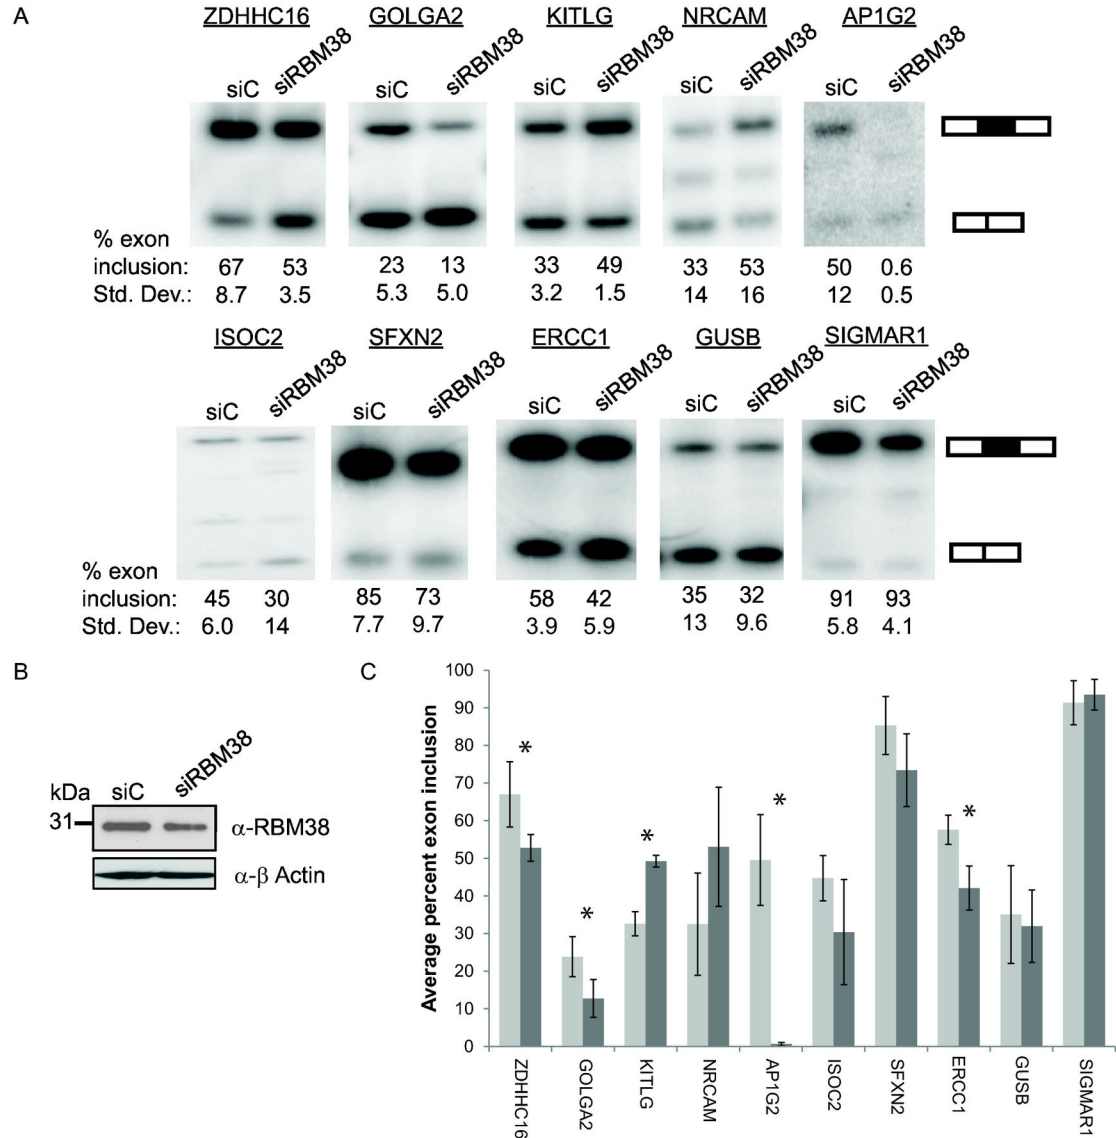 A
ZDHHC16 GOLGA2 KITLG NRCAM AP1G2
siC siRBM38 siC siRBM38 siC siRBM38 siC siRBM38 siC siRBM38
% exon
inclusion: 67 53 23 13 33 49 33 53 50 0.6
Std. Dev.: 8.7 3.5 5.3 5.0 3.2 1.5 14 16 12 0.5
ISOC2 SFXN2 ERCC1 GUSB SIGMAR1
siC siRBM38 siC siRBM38 siC siRBM38 siC siRBM38 siC siRBM38
% exon
inclusion: 45 30 85 73 58 42 35 32 91 93
Std. Dev.: 6.0 14 7.7 9.7 3.9 5.9 13 9.6 5.8 4.1
B
kDa siC siRBM38
31
α-RBM38
α-β Actin
C
Average percent exon inclusion
100
90
80
70
60
50
40
30
20
10
0
* * * * *
ZDHHC16
GOLGA2
KITLG
NRCAM
AP1G2
ISOC2
SFXN2
ERCC1
GUSB
SIGMAR1